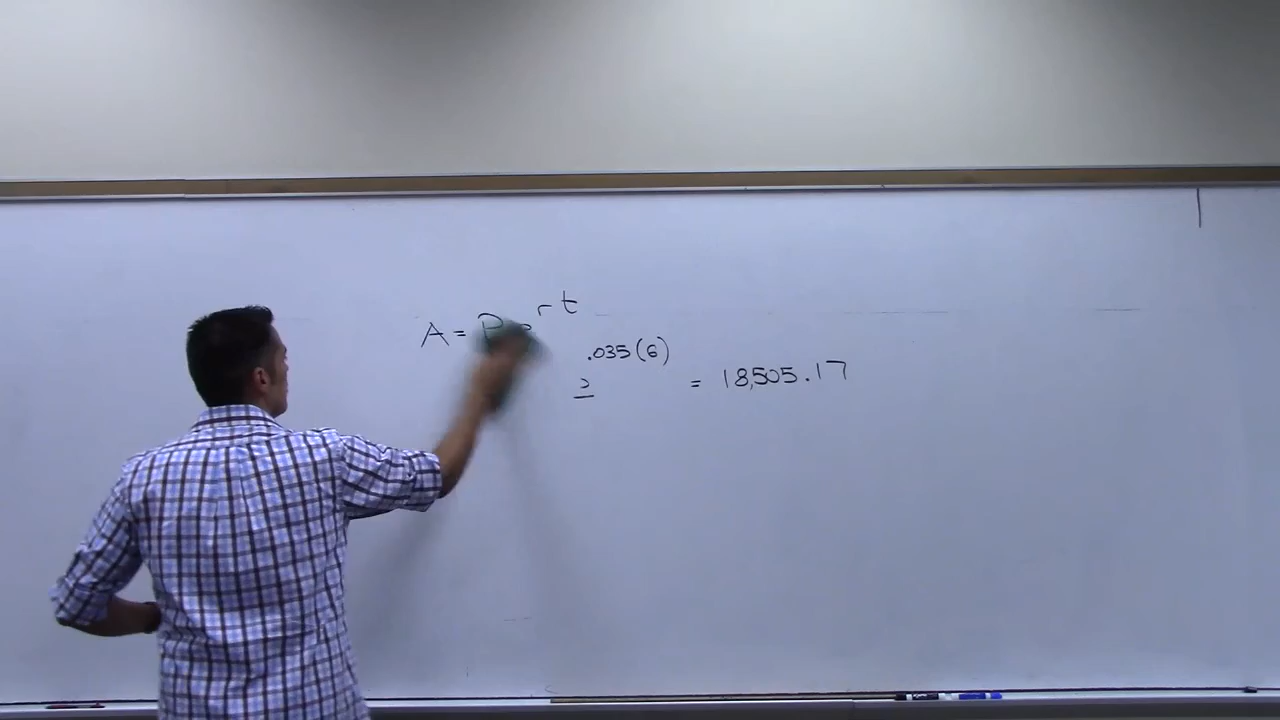 A = P rt
.035(6)
= 18,505.17